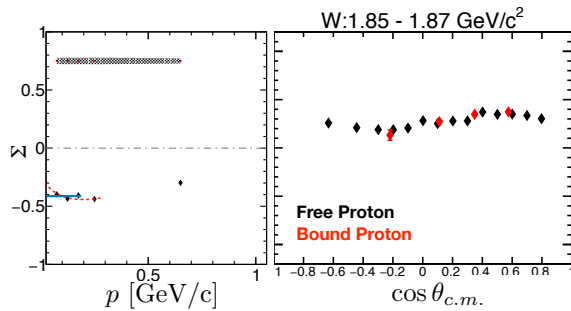 W:1.85 - 1.87 GeV/c²
1
0.5
0
−0.5
−1
Σ
0.5
1
p [GeV/c]
Free Proton
Bound Proton
−1 −0.8 −0.6 −0.4 −0.2 0 0.2 0.4 0.6 0.8 1
cos θc.m.